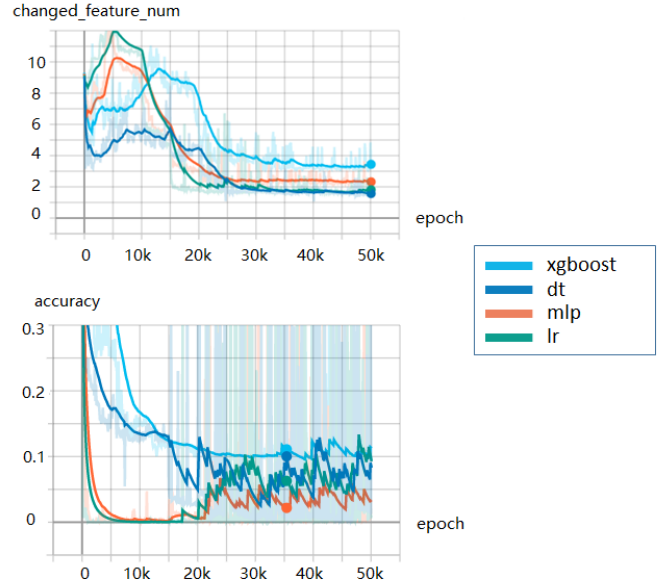 changed_feature_num
10
8
6
4
2
0
epoch
0 10k 20k 30k 40k 50k
xgboost
dt
mlp
lr
accuracy
0.3
0.2
0.1
0
epoch
0 10k 20k 30k 40k 50k